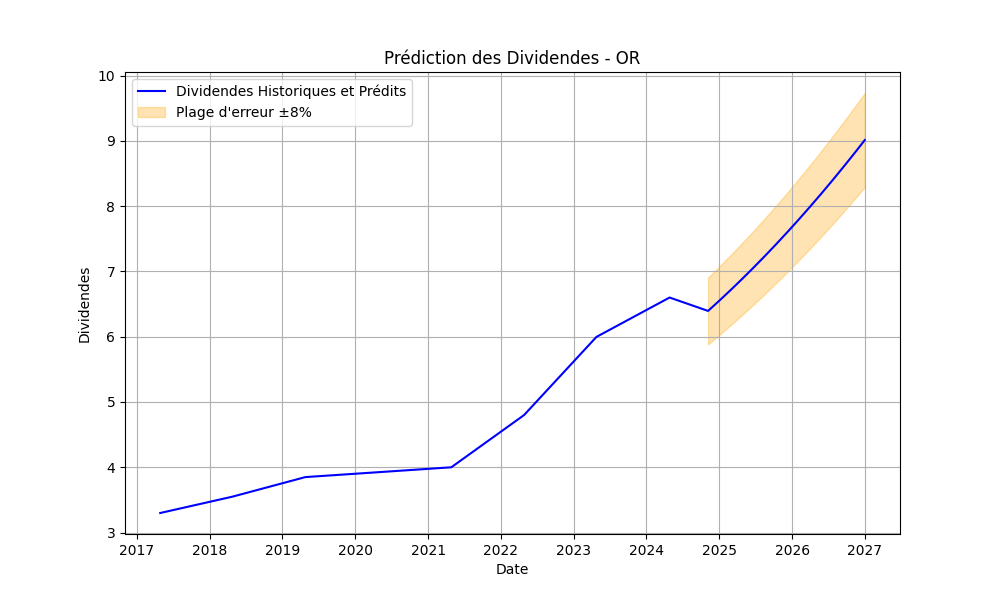 Prédiction des Dividendes - OR
Dividendes Historiques et Prédits
Plage d'erreur ±8%
Dividendes
10
9
8
7
6
5
4
3
2017 2018 2019 2020 2021 2022 2023 2024 2025 2026 2027
Date